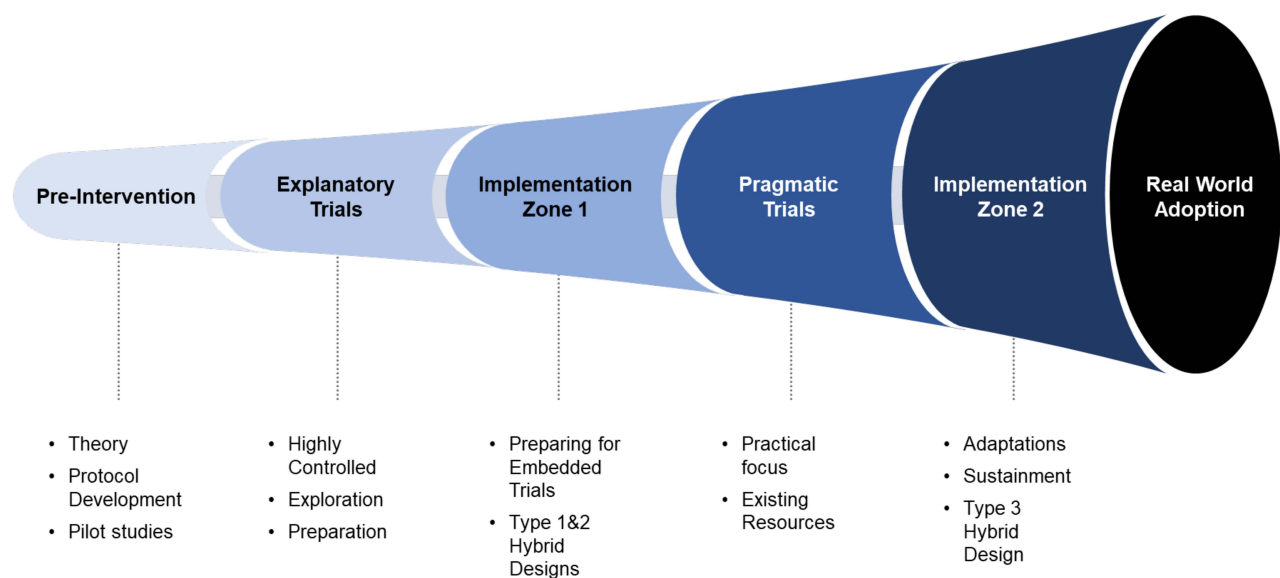 Pre-Intervention
Explanatory
Trials
Implementation
Zone 1
Pragmatic
Trials
Implementation
Zone 2
Real World
Adoption
• Theory
• Protocol
Development
• Pilot studies
• Highly
Controlled
• Exploration
• Preparation
• Preparing for
Embedded
Trials
• Type 1&2
Hybrid
Designs
• Practical
focus
• Existing
Resources
• Adaptations
• Sustainment
• Type 3
Hybrid
Design